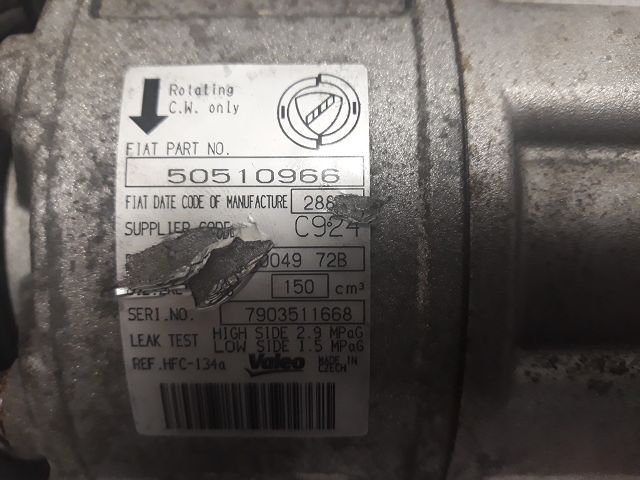 Rotating
C.W. only
FIAT PART NO.
50510966
FIAT DATE CODE OF MANUFACTURE 288
SUPPLIER CODE C924
0049 72B
150 cm³
SERI.NO. 7903511668
LEAK TEST HIGH SIDE 2.9 MPaG
LOW SIDE 1.5 MPaG
REF.HFC-134a Valeo MADE IN
CZECH